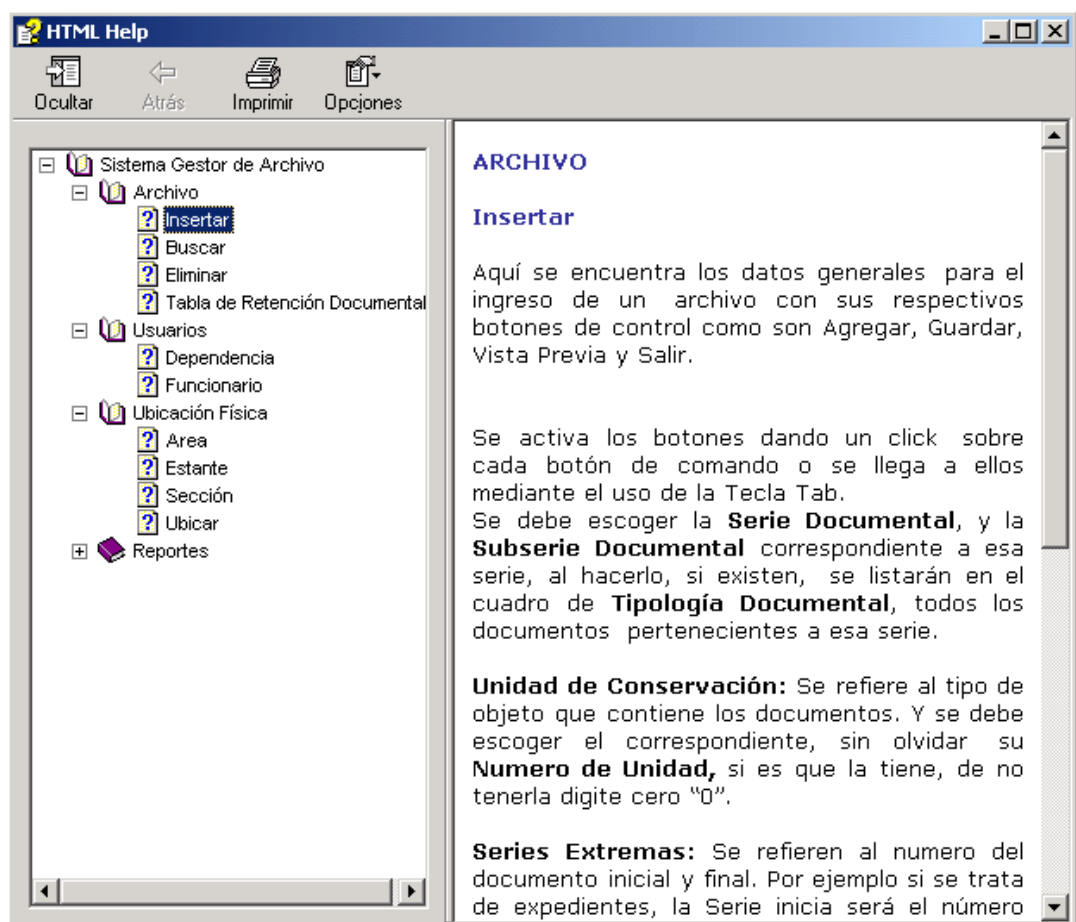 HTML Help
Ocultar Atrás Imprimir Opciones
Sistema Gestor de Archivo
Archivo
Insertar
Buscar
Eliminar
Tabla de Retención Documental
Usuarios
Dependencia
Funcionario
Ubicación Física
Area
Estante
Sección
Ubicar
Reportes
ARCHIVO
Insertar
Aquí se encuentra los datos generales para el
ingreso de un archivo con sus respectivos
botones de control como son Agregar, Guardar,
Vista Previa y Salir.
Se activa los botones dando un click sobre
cada botón de comando o se llega a ellos
mediante el uso de la Tecla Tab.
Se debe escoger la Serie Documental, y la
Subserie Documental correspondiente a esa
serie, al hacerlo, si existen, se listarán en el
cuadro de Tipología Documental, todos los
documentos pertenecientes a esa serie.
Unidad de Conservación: Se refiere al tipo de
objeto que contiene los documentos. Y se debe
escoger el correspondiente, sin olvidar su
Numero de Unidad, si es que la tiene, de no
tenerla digite cero “0”.
Series Extremas: Se refieren al numero del
documento inicial y final. Por ejemplo si se trata
de expedientes, la Serie inicia será el número